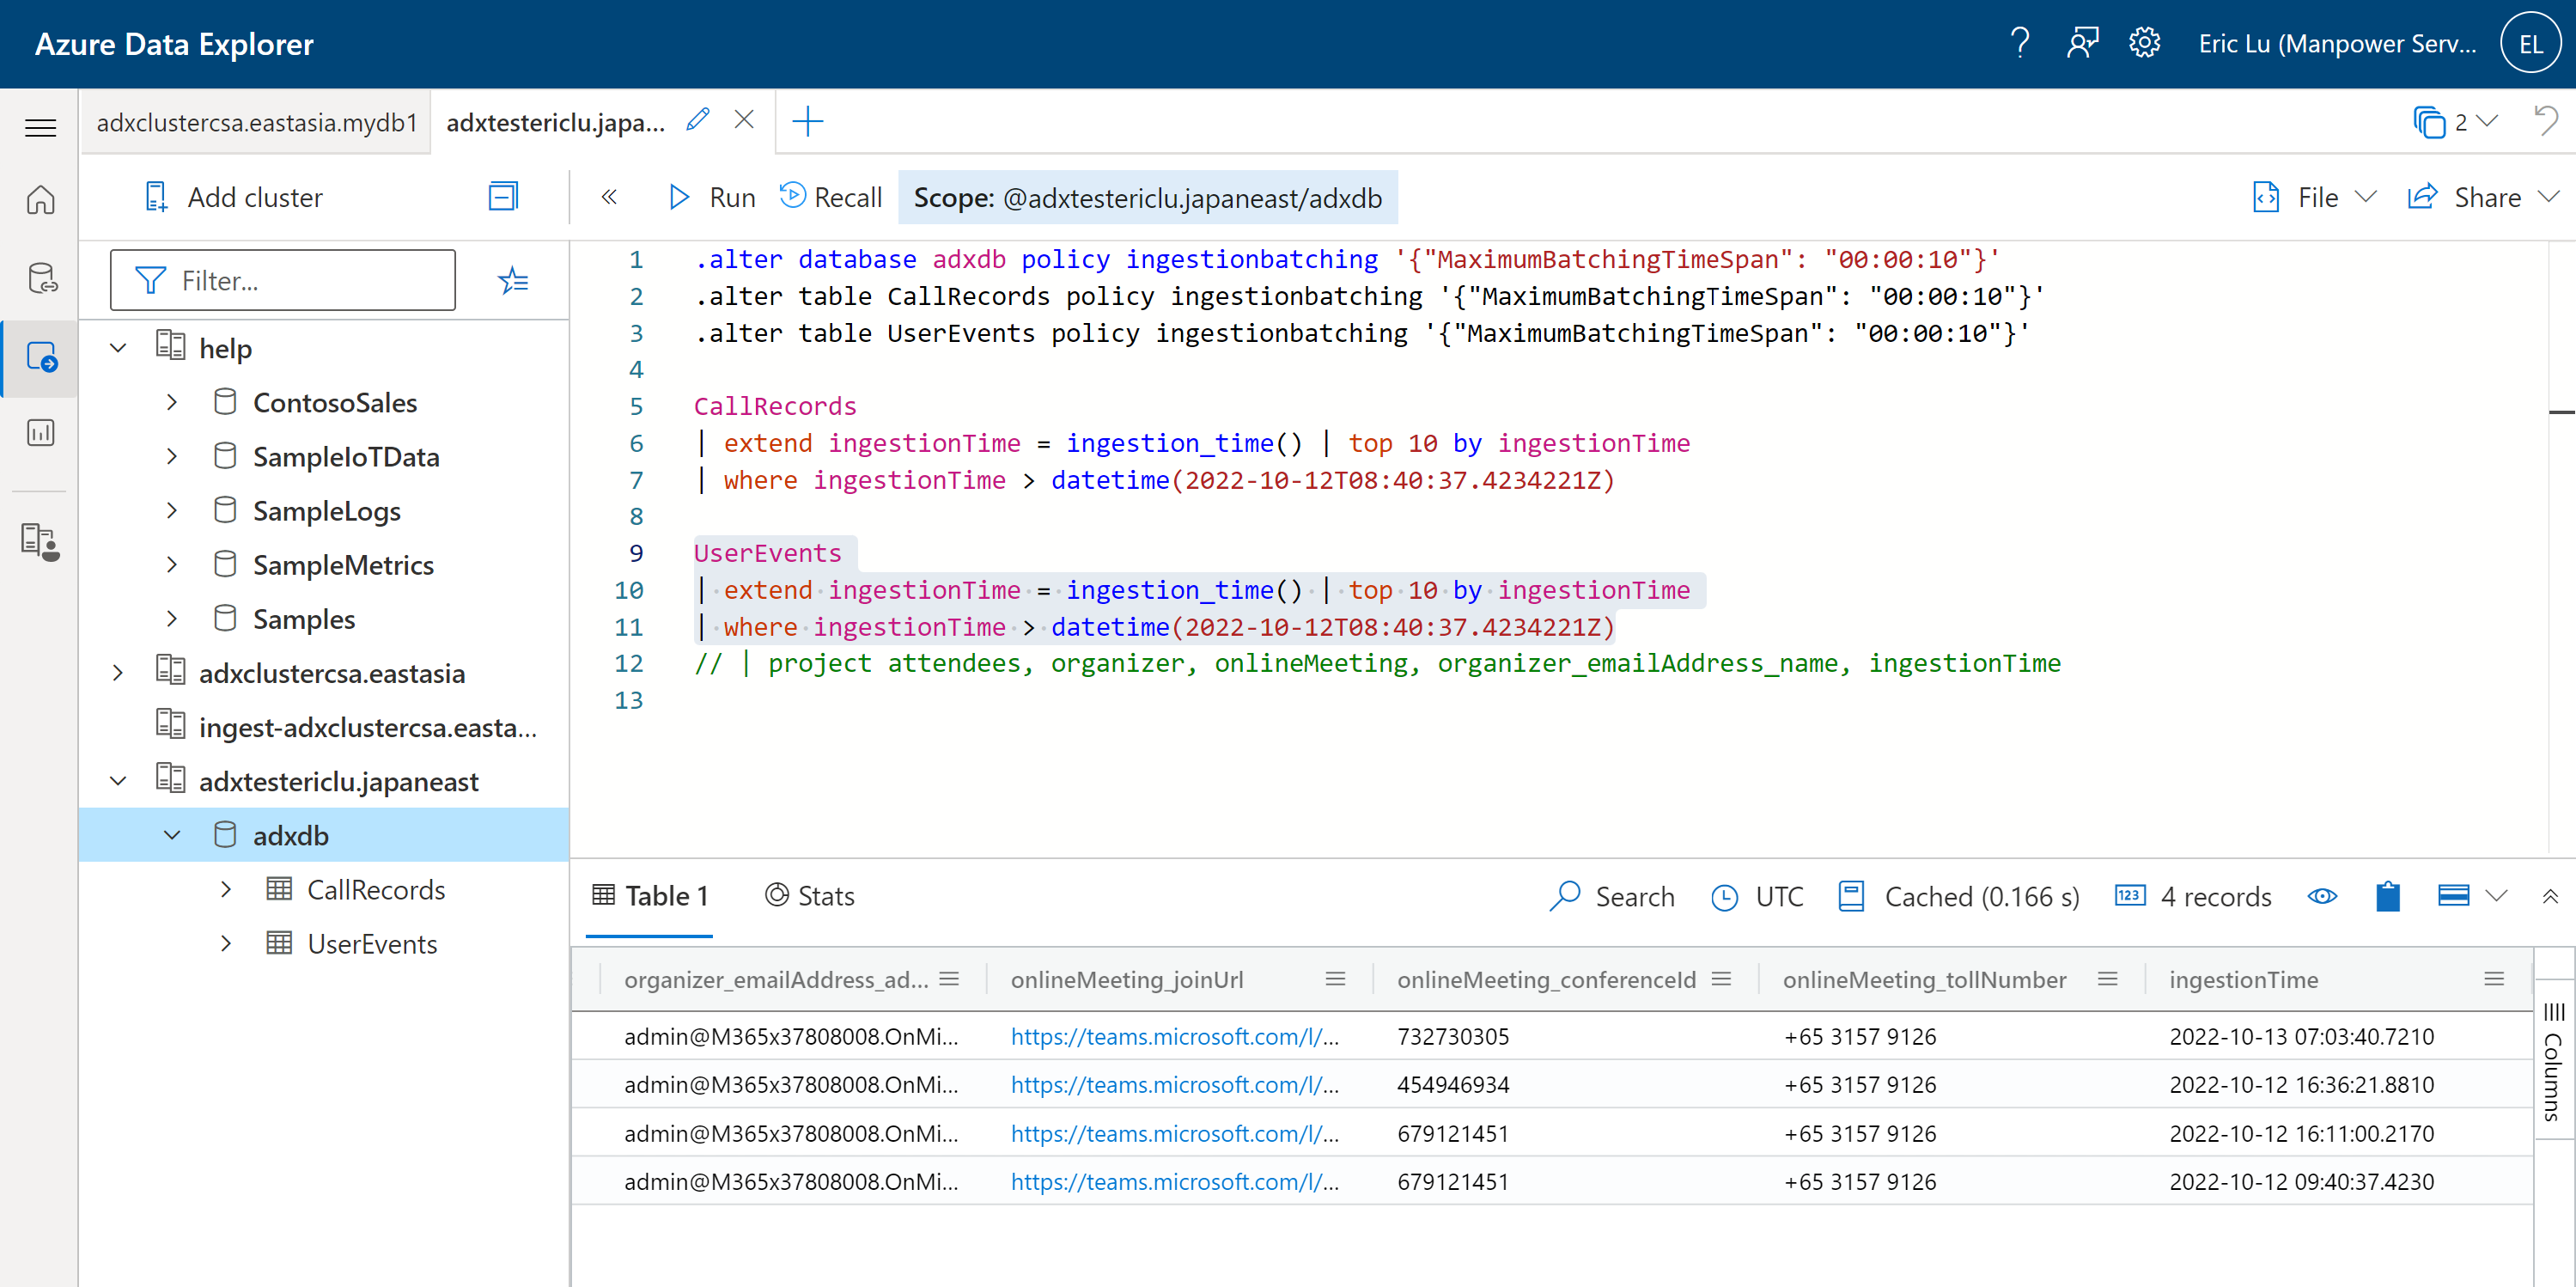 Azure Data Explorer
Eric Lu (Manpower Serv...
EL
adxclustercsa.eastasia.mydb1
adxtestericlu.japa...
2
Add cluster
Run
Recall
Scope: @adxtestericlu.japaneast/adxdb
File
Share
Filter...
help
ContosoSales
SampleIoTData
SampleLogs
SampleMetrics
Samples
adxclustercsa.eastasia
ingest-adxclustercsa.easta...
adxtestericlu.japaneast
adxdb
CallRecords
UserEvents
1 .alter database adxdb policy ingestionbatching '{"MaximumBatchingTimeSpan": "00:00:10"}'
2 .alter table CallRecords policy ingestionbatching '{"MaximumBatchingTimeSpan": "00:00:10"}'
3 .alter table UserEvents policy ingestionbatching '{"MaximumBatchingTimeSpan": "00:00:10"}'
4
5 CallRecords
6 | extend ingestionTime = ingestion_time() | top 10 by ingestionTime
7 | where ingestionTime > datetime(2022-10-12T08:40:37.4234221Z)
8
9 UserEvents
10 | extend ingestionTime = ingestion_time() | top 10 by ingestionTime
11 | where ingestionTime > datetime(2022-10-12T08:40:37.4234221Z)
12 // | project attendees, organizer, onlineMeeting, organizer_emailAddress_name, ingestionTime
13
Table 1
Stats
Search
UTC
Cached (0.166 s)
123
4 records
organizer_emailAddress_ad... onlineMeeting_joinUrl onlineMeeting_conferenceId onlineMeeting_tollNumber ingestionTime
admin@M365x37808008.OnMi... https://teams.microsoft.com/l/... 732730305 +65 3157 9126 2022-10-13 07:03:40.7210
admin@M365x37808008.OnMi... https://teams.microsoft.com/l/... 454946934 +65 3157 9126 2022-10-12 16:36:21.8810
admin@M365x37808008.OnMi... https://teams.microsoft.com/l/... 679121451 +65 3157 9126 2022-10-12 16:11:00.2170
admin@M365x37808008.OnMi... https://teams.microsoft.com/l/... 679121451 +65 3157 9126 2022-10-12 09:40:37.4230
Columns